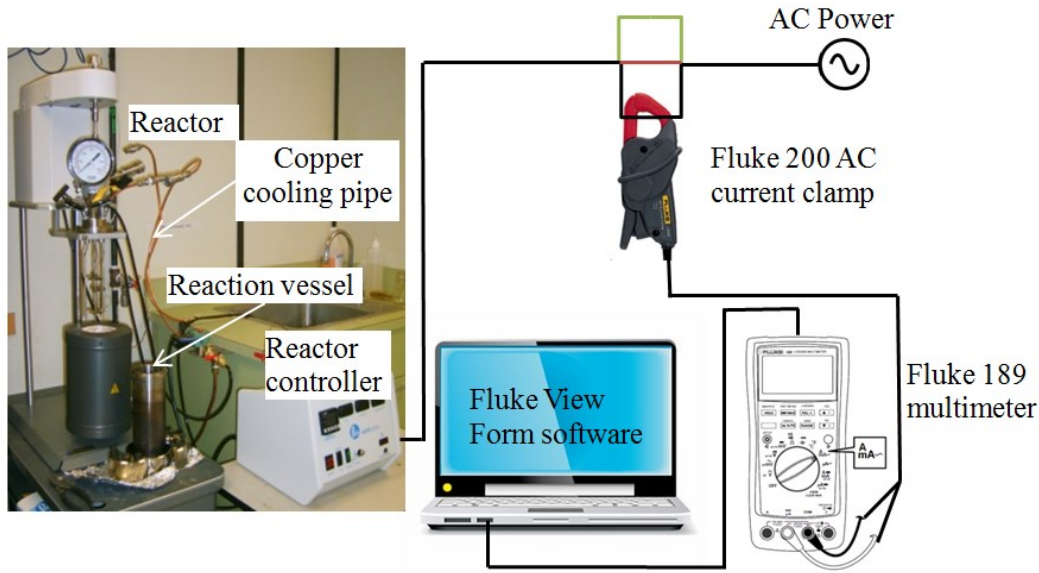 AC Power
Reactor
Copper
cooling pipe
Fluke 200 AC
current clamp
Reaction vessel
Reactor
controller
Fluke View
Form software
Fluke 189
multimeter
A
mA~